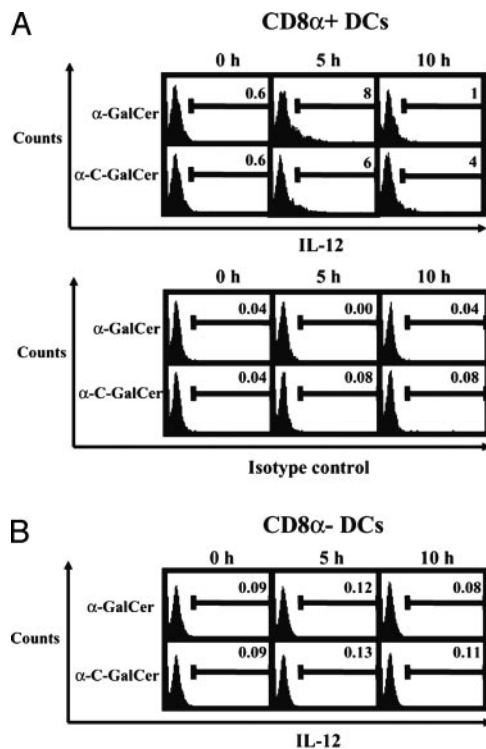 A
CD8α+ DCs
0 h 5 h 10 h
α-GalCer 0.6 8 1
Counts
α-C-GalCer 0.6 6 4
IL-12
0 h 5 h 10 h
α-GalCer 0.04 0.00 0.04
Counts
α-C-GalCer 0.04 0.08 0.08
Isotype control
B
CD8α- DCs
0 h 5 h 10 h
α-GalCer 0.09 0.12 0.08
Counts
α-C-GalCer 0.09 0.13 0.11
IL-12